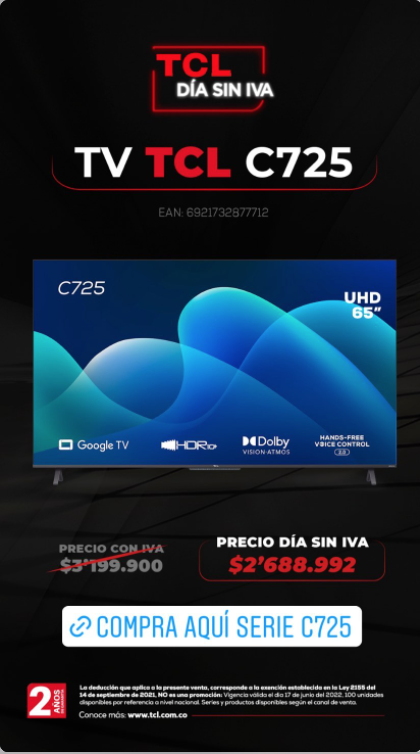 TCL
DÍA SIN IVA
TV TCL C725
EAN: 6921732877712
C725
UHD
65"
Google TV
HDR10+
Dolby
VISION·ATMOS
HANDS-FREE
VOICE CONTROL
2.0
PRECIO CON IVA
$3'199.900
PRECIO DÍA SIN IVA
$2'688.992
COMPRA AQUÍ SERIE C725
2 AÑOS
La deducción que aplica a la presente venta, corresponde a la exención establecida en la Ley 2155 del
14 de septiembre de 2021, NO es una promoción: Vigencia válida el día 17 de junio del 2022. 100 unidades
disponibles por referencia a nivel nacional. Series y productos disponibles según el canal de venta.
Conoce más: www.tcl.com.co